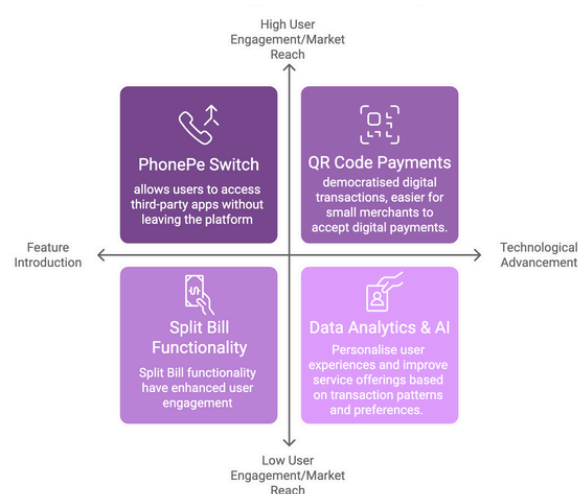 High User
Engagement/Market
Reach
PhonePe Switch
allows users to access
third-party apps without
leaving the platform
QR Code Payments
democratised digital
transactions, easier for
small merchants to
accept digital payments.
Feature
Introduction
Technological
Advancement
Split Bill
Functionality
Split Bill functionality
have enhanced user
engagement
Data Analytics & AI
Personalise user
experiences and improve
service offerings based
on transaction patterns
and preferences.
Low User
Engagement/Market
Reach